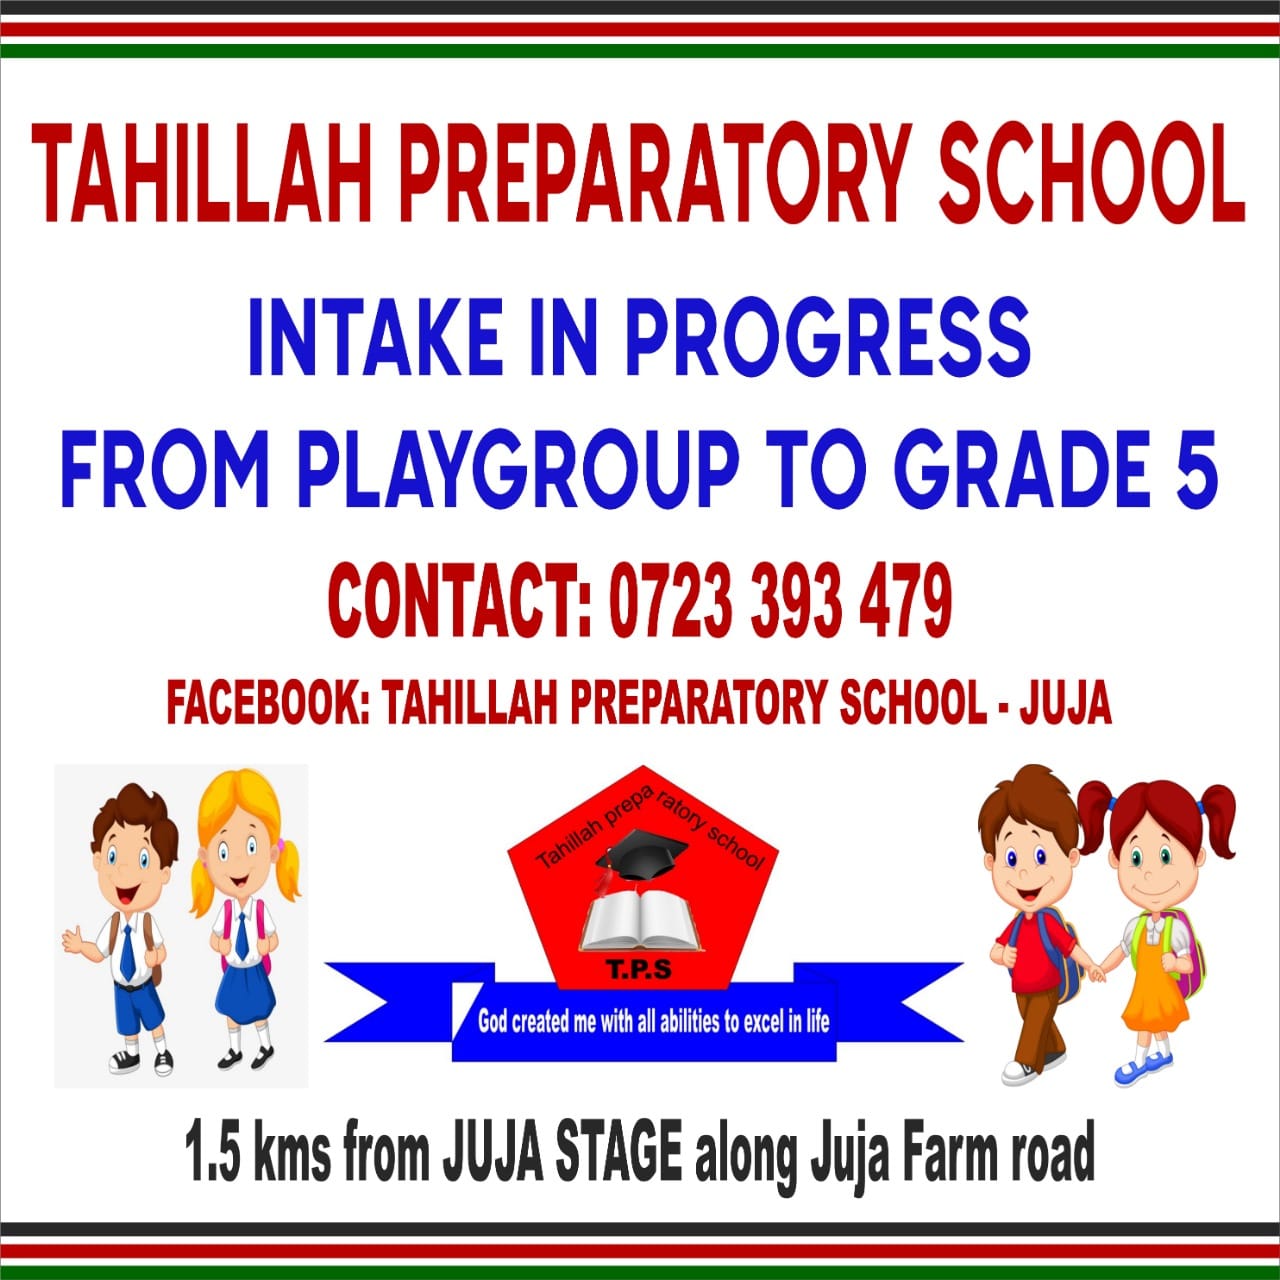 TAHILLAH PREPARATORY SCHOOL
INTAKE IN PROGRESS
FROM PLAYGROUP TO GRADE 5
CONTACT: 0723 393 479
FACEBOOK: TAHILLAH PREPARATORY SCHOOL - JUJA
Tahillah prepa ratory school
T.P.S
God created me with all abilities to excel in life
1.5 kms from JUJA STAGE along Juja Farm road